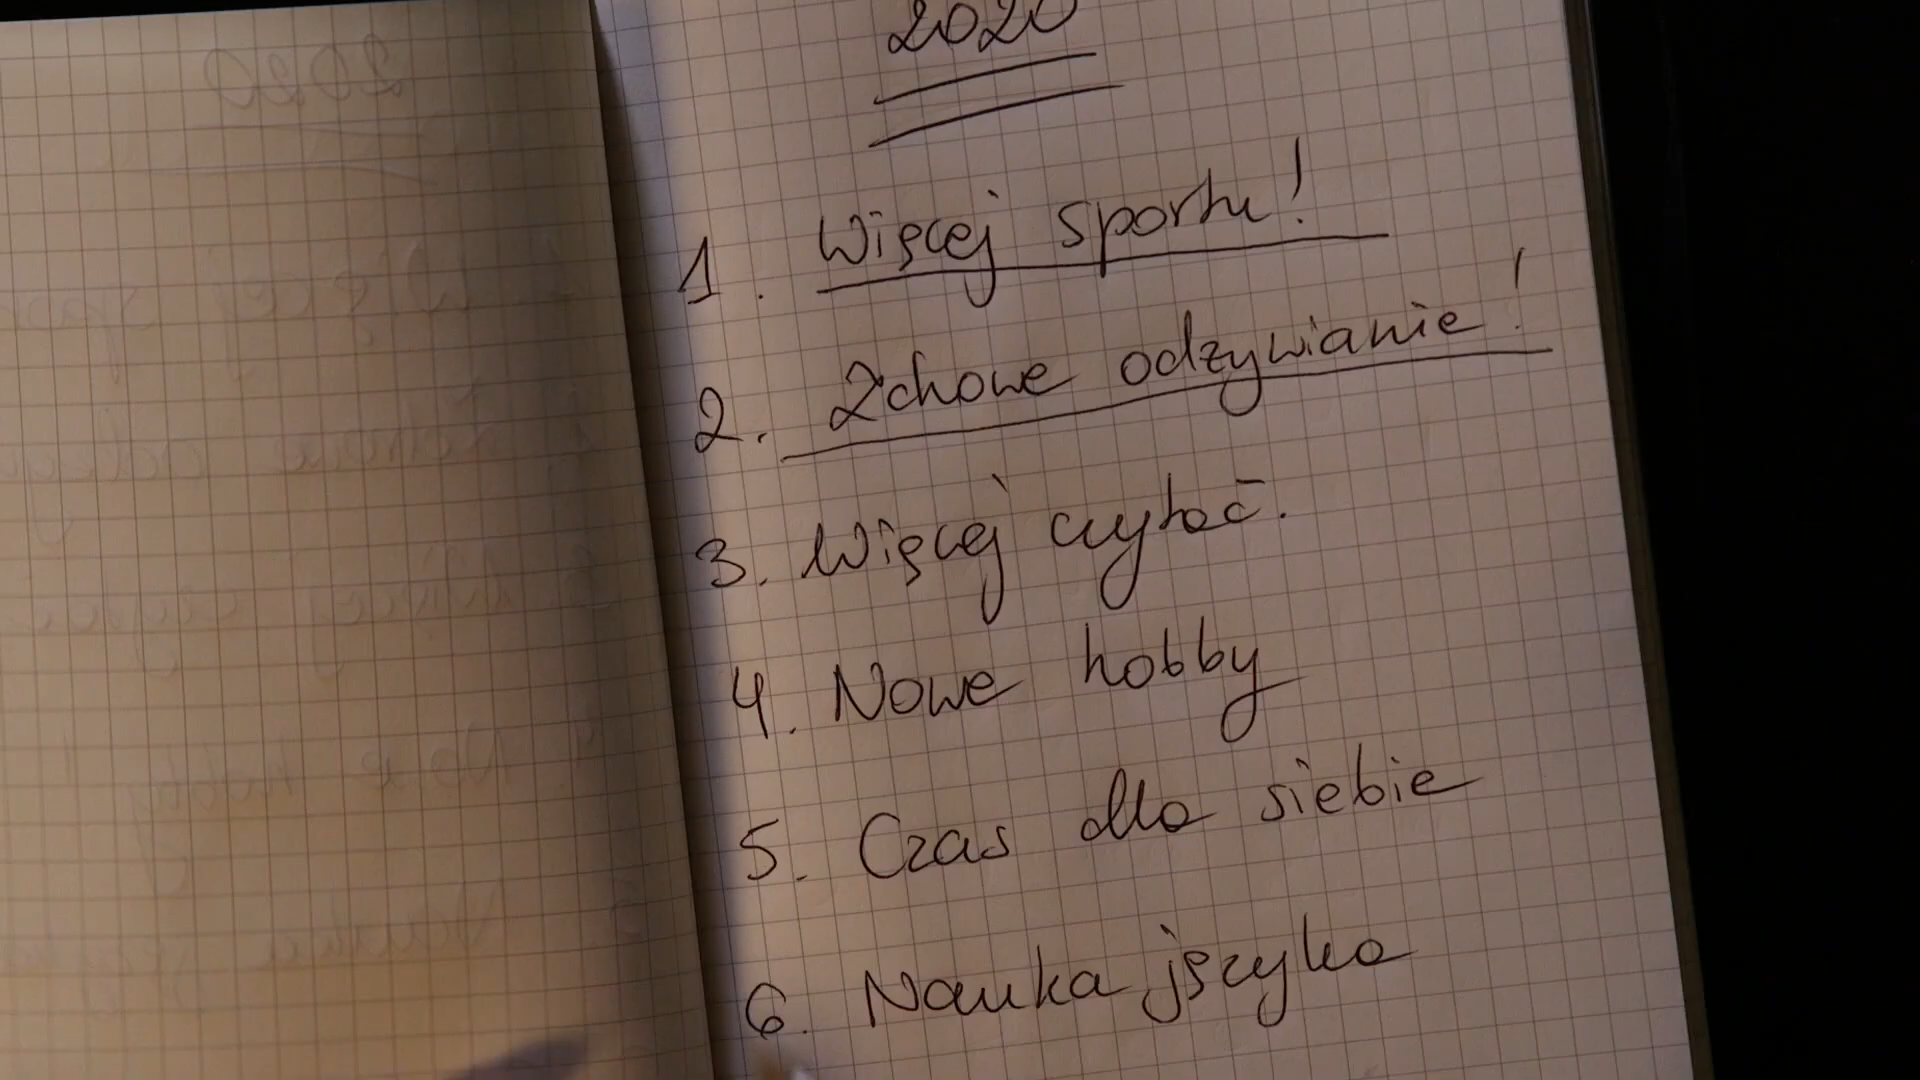 2020
1. Więcej sportu!
2. Zdrowe odżywianie!
3. Więcej czytać.
4. Nowe hobby
5. Czas dla siebie
6. Nauka języka